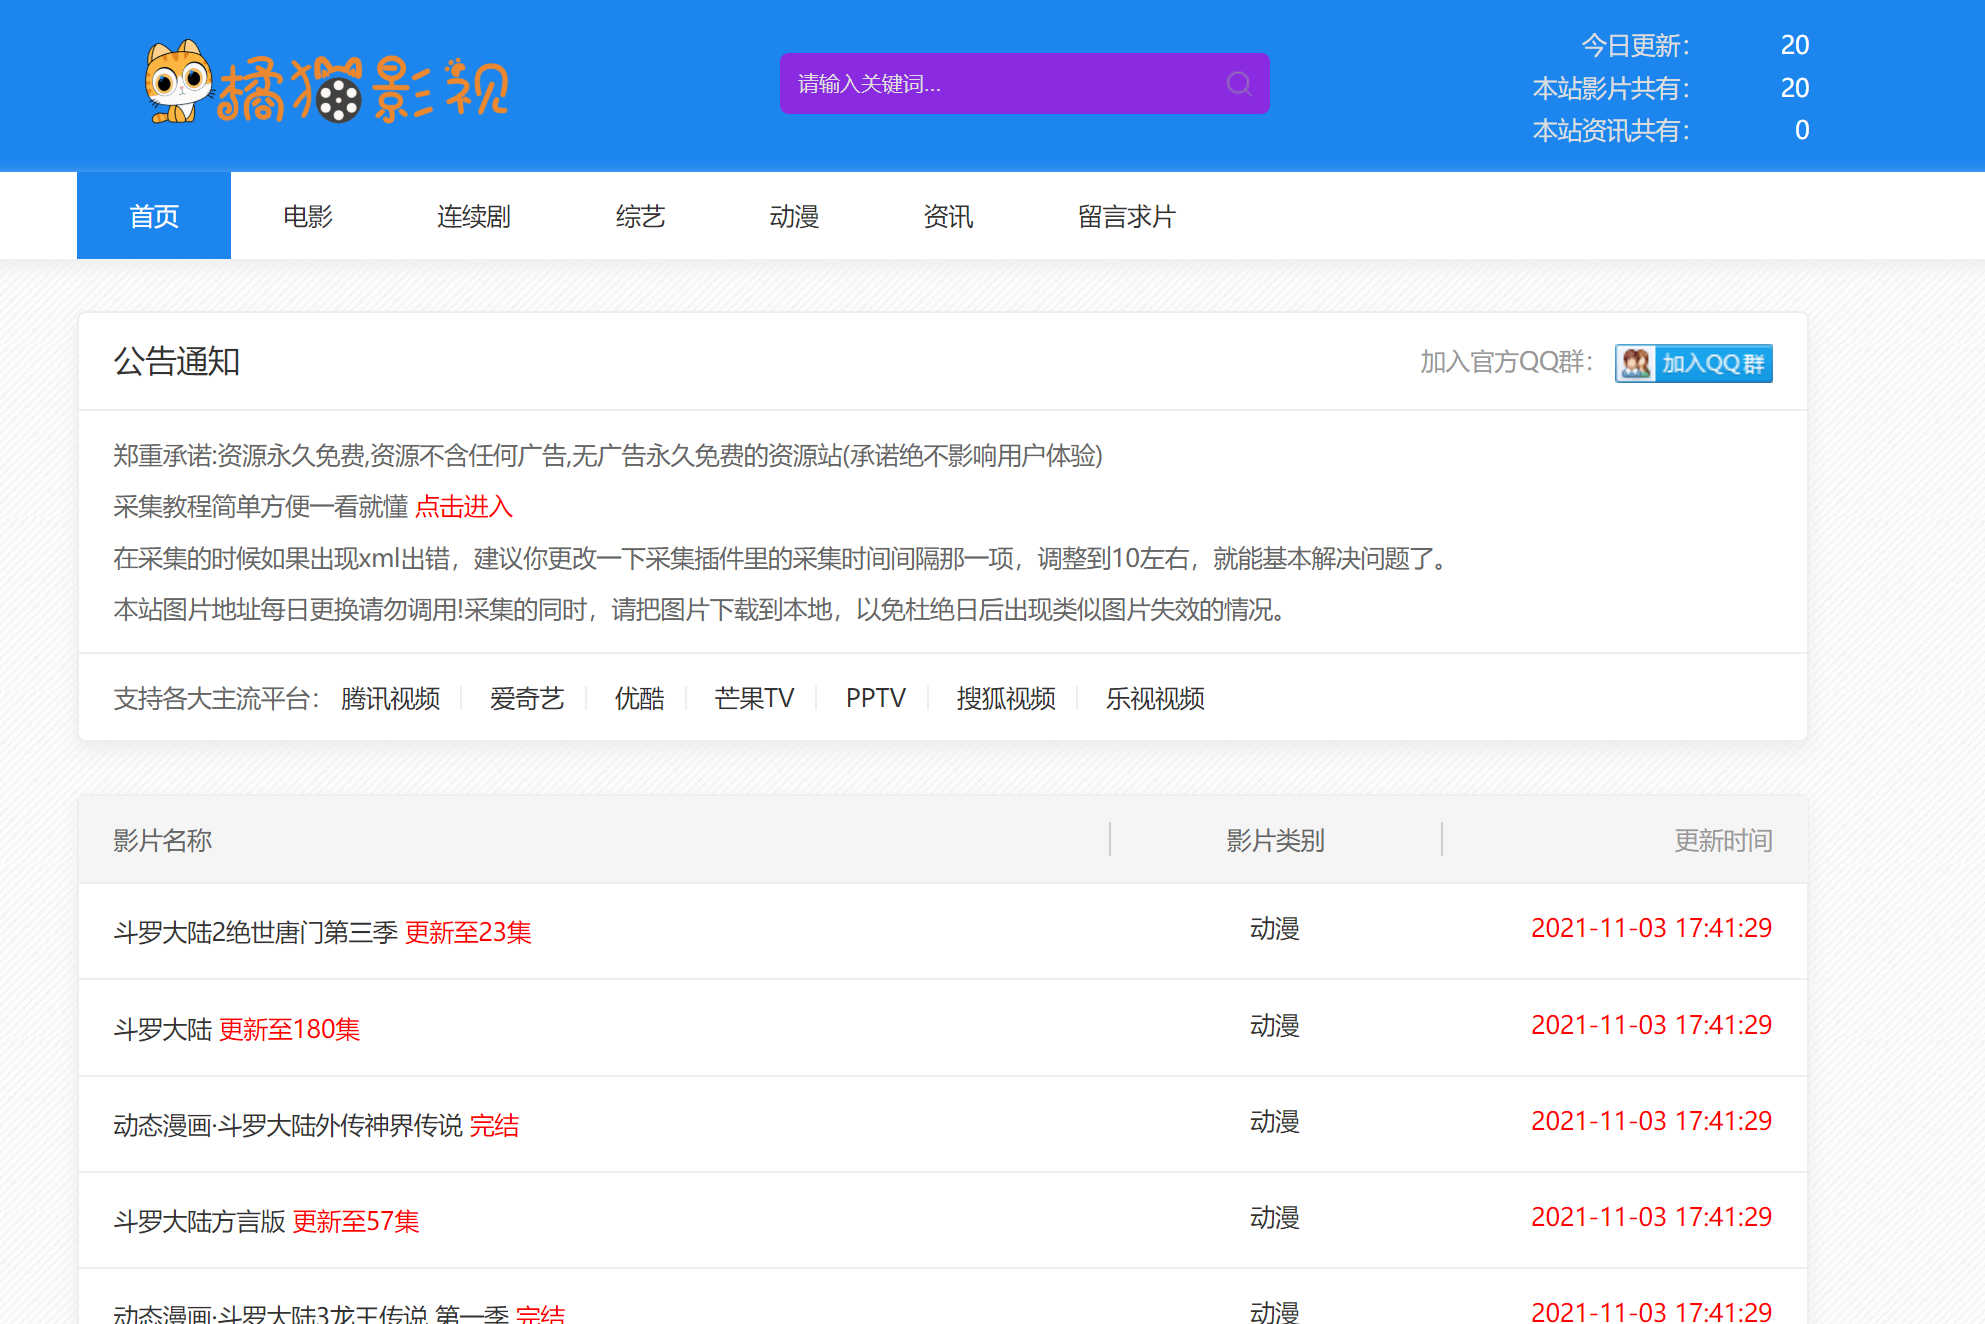 橘猫影视
请输入关键词...
今日更新： 20
本站影片共有： 20
本站资讯共有： 0
首页 电影 连续剧 综艺 动漫 资讯 留言求片
公告通知 加入官方QQ群： 加入QQ群
郑重承诺:资源永久免费,资源不含任何广告,无广告永久免费的资源站(承诺绝不影响用户体验)
采集教程简单方便一看就懂 点击进入
在采集的时候如果出现xml出错，建议你更改一下采集插件里的采集时间间隔那一项，调整到10左右，就能基本解决问题了。
本站图片地址每日更换请勿调用!采集的同时，请把图片下载到本地，以免杜绝日后出现类似图片失效的情况。
支持各大主流平台： 腾讯视频 爱奇艺 优酷 芒果TV PPTV 搜狐视频 乐视视频
影片名称 影片类别 更新时间
斗罗大陆2绝世唐门第三季 更新至23集 动漫 2021-11-03 17:41:29
斗罗大陆 更新至180集 动漫 2021-11-03 17:41:29
动态漫画·斗罗大陆外传神界传说 完结 动漫 2021-11-03 17:41:29
斗罗大陆方言版 更新至57集 动漫 2021-11-03 17:41:29
动态漫画·斗罗大陆3龙王传说 第一季 完结 动漫 2021-11-03 17:41:29